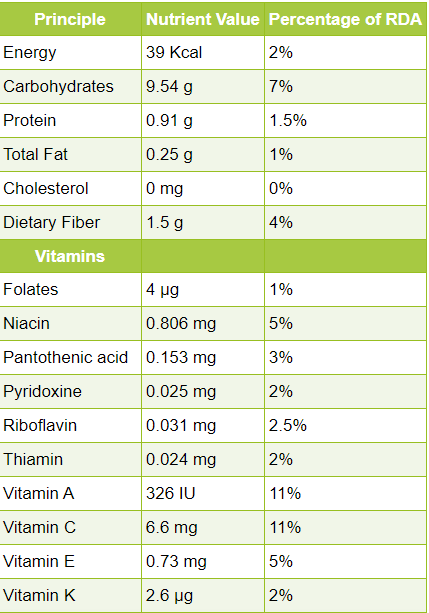 Principle Nutrient Value Percentage of RDA
Energy 39 Kcal 2%
Carbohydrates 9.54 g 7%
Protein 0.91 g 1.5%
Total Fat 0.25 g 1%
Cholesterol 0 mg 0%
Dietary Fiber 1.5 g 4%
Vitamins
Folates 4 µg 1%
Niacin 0.806 mg 5%
Pantothenic acid 0.153 mg 3%
Pyridoxine 0.025 mg 2%
Riboflavin 0.031 mg 2.5%
Thiamin 0.024 mg 2%
Vitamin A 326 IU 11%
Vitamin C 6.6 mg 11%
Vitamin E 0.73 mg 5%
Vitamin K 2.6 µg 2%